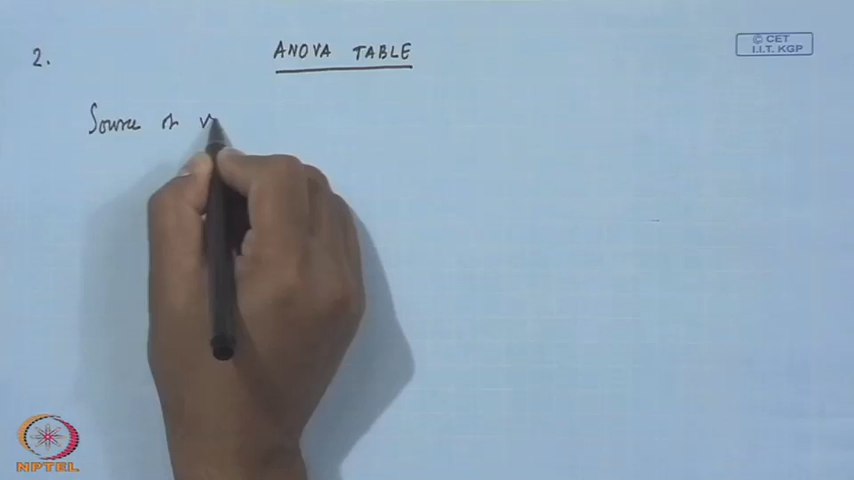 2. ANOVA TABLE
© CET
I.I.T. KGP
Source of v
NPTEL